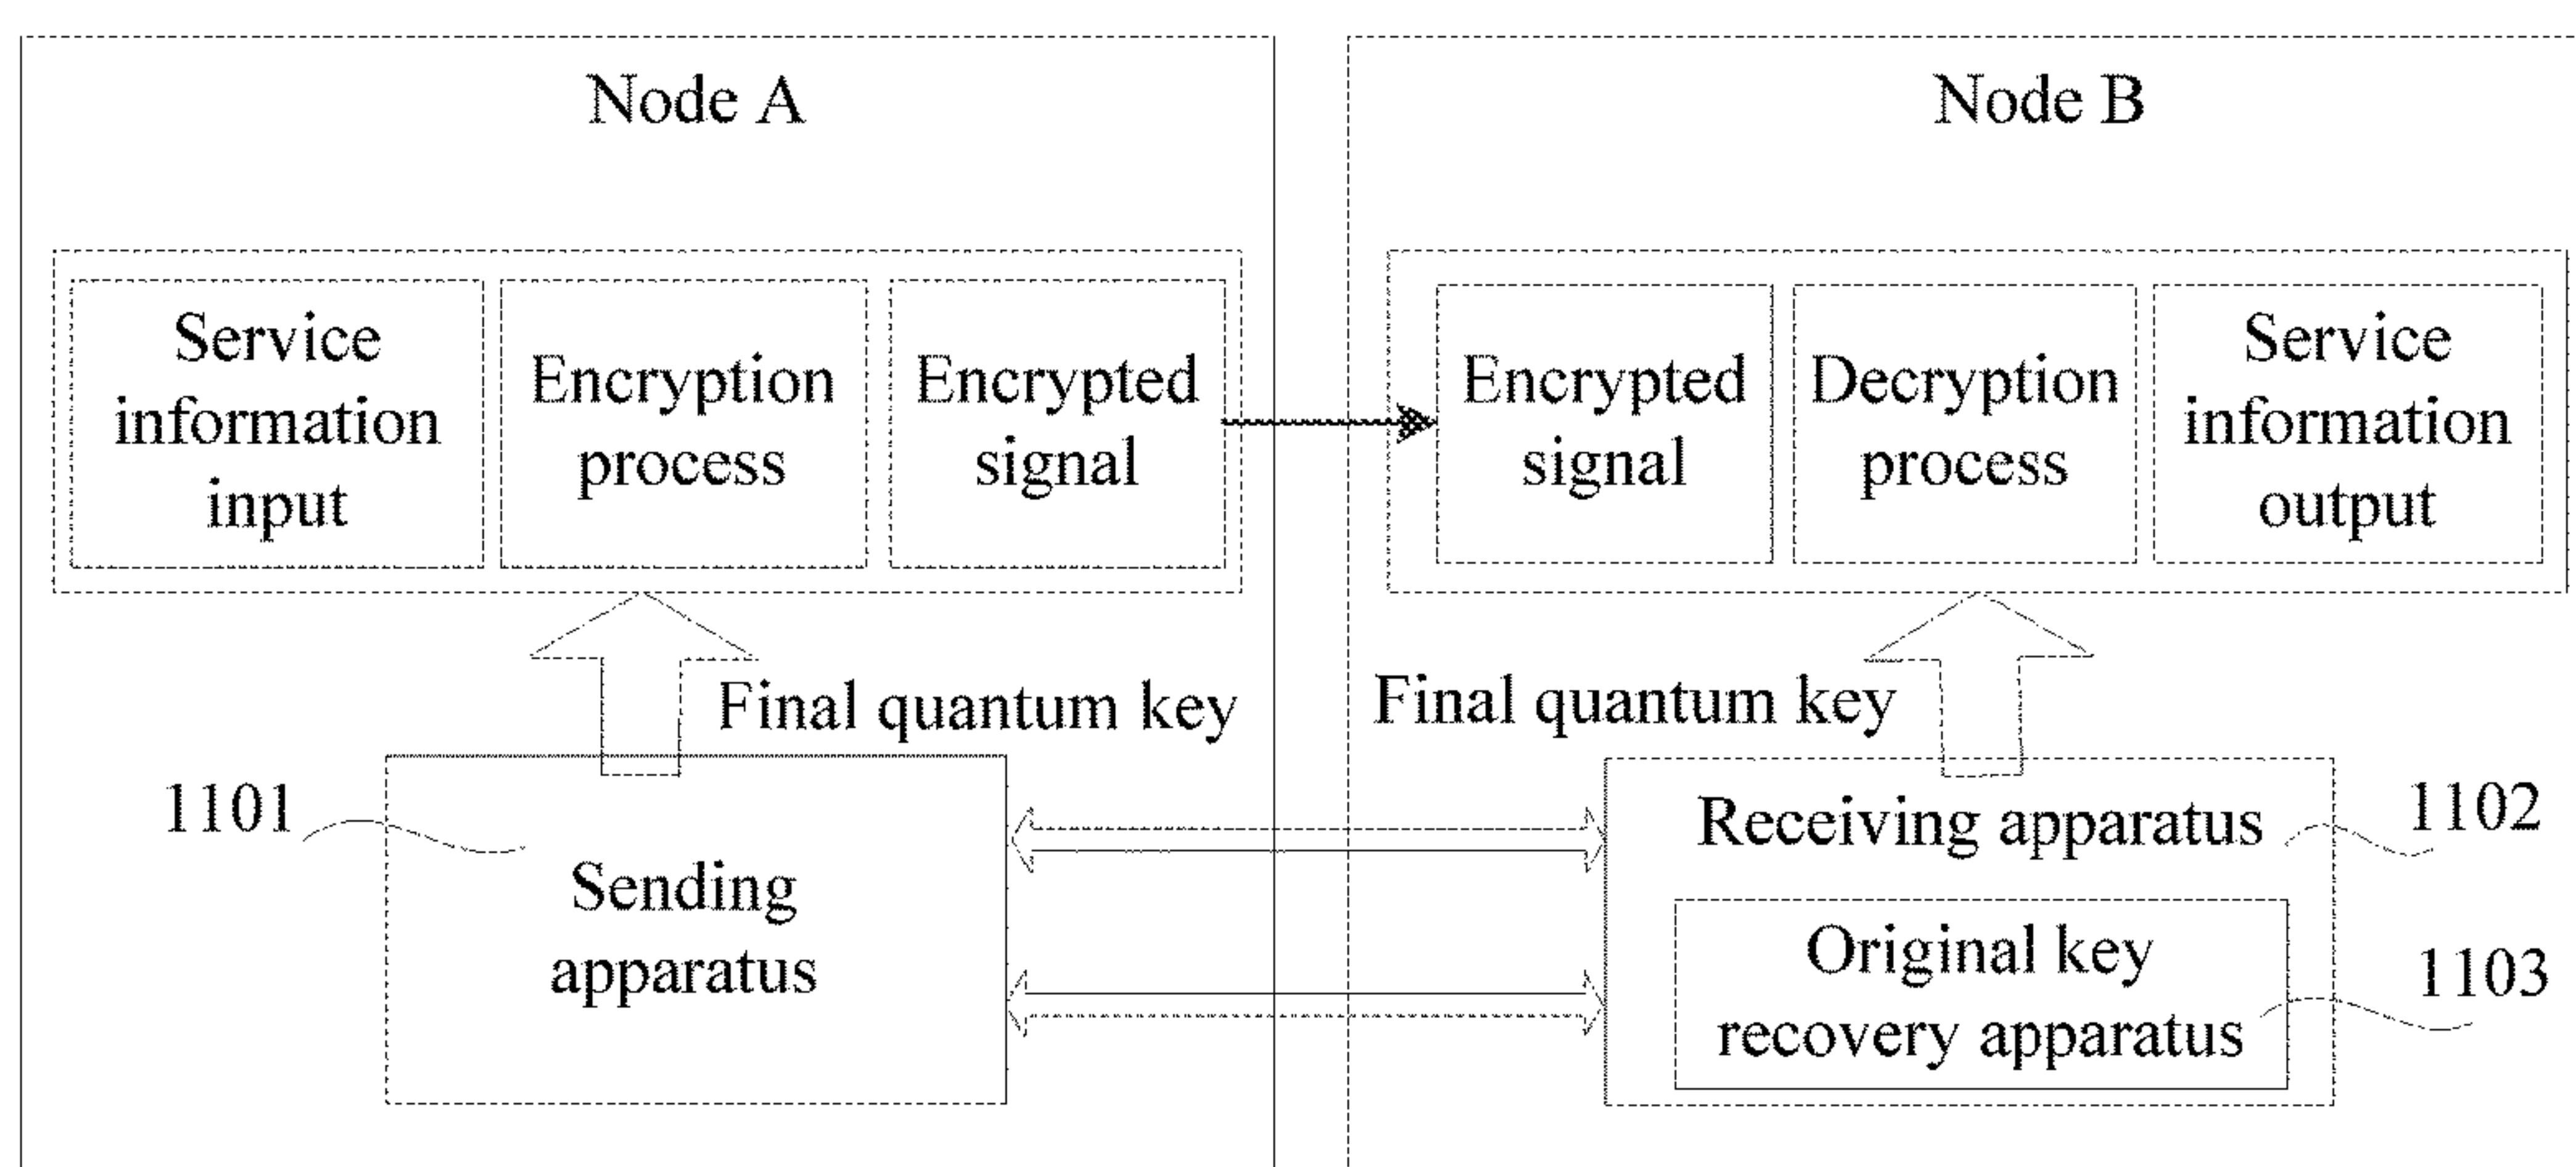 Node A
Service
information
input
Encryption
process
Encrypted
signal
Final quantum key
1101
Sending
apparatus
Node B
Encrypted
signal
Decryption
process
Service
information
output
Final quantum key
Receiving apparatus
1102
Original key
recovery apparatus
1103